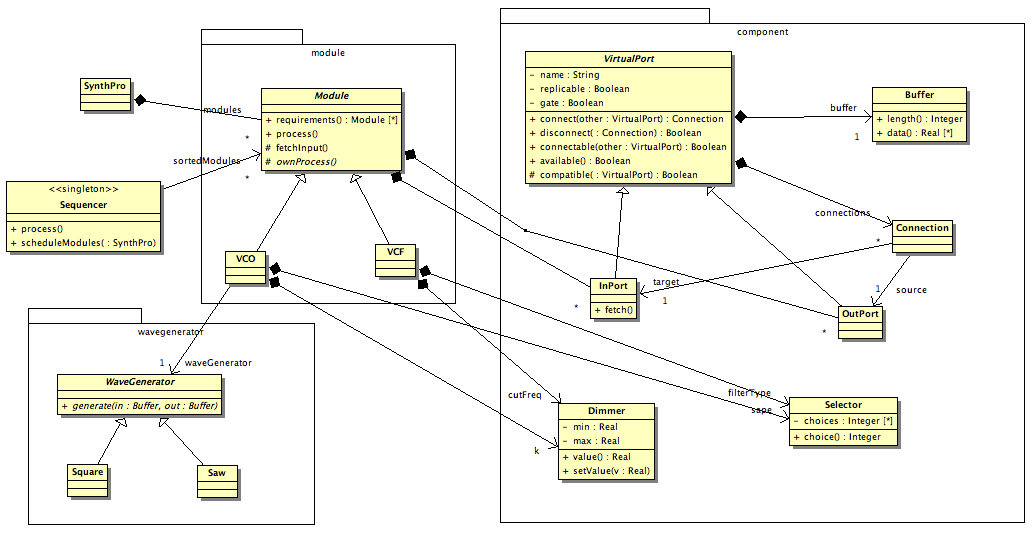 component
module
VirtualPort
- name : String
- replicable : Boolean
- gate : Boolean
+ connect(other : VirtualPort) : Connection
+ disconnect( : Connection) : Boolean
+ connectable(other : VirtualPort) : Boolean
+ available() : Boolean
# compatible( : VirtualPort) : Boolean
SynthPro
modules
*
Module
+ requirements() : Module [*]
+ process()
# fetchInput()
# ownProcess()
buffer
1
Buffer
+ length() : Integer
+ data() : Real [*]
sortedModules
*
<<singleton>>
Sequencer
+ process()
+ scheduleModules( : SynthPro)
connections
*
Connection
VCO
VCF
InPort
+ fetch()
*
target
1
1
source
OutPort
*
wavegenerator
1
waveGenerator
WaveGenerator
+ generate(in : Buffer, out : Buffer)
Square
Saw
cutFreq
k
Dimmer
- min : Real
- max : Real
+ value() : Real
+ setValue(v : Real)
filterType
sape
Selector
- choices : Integer [*]
+ choice() : Integer